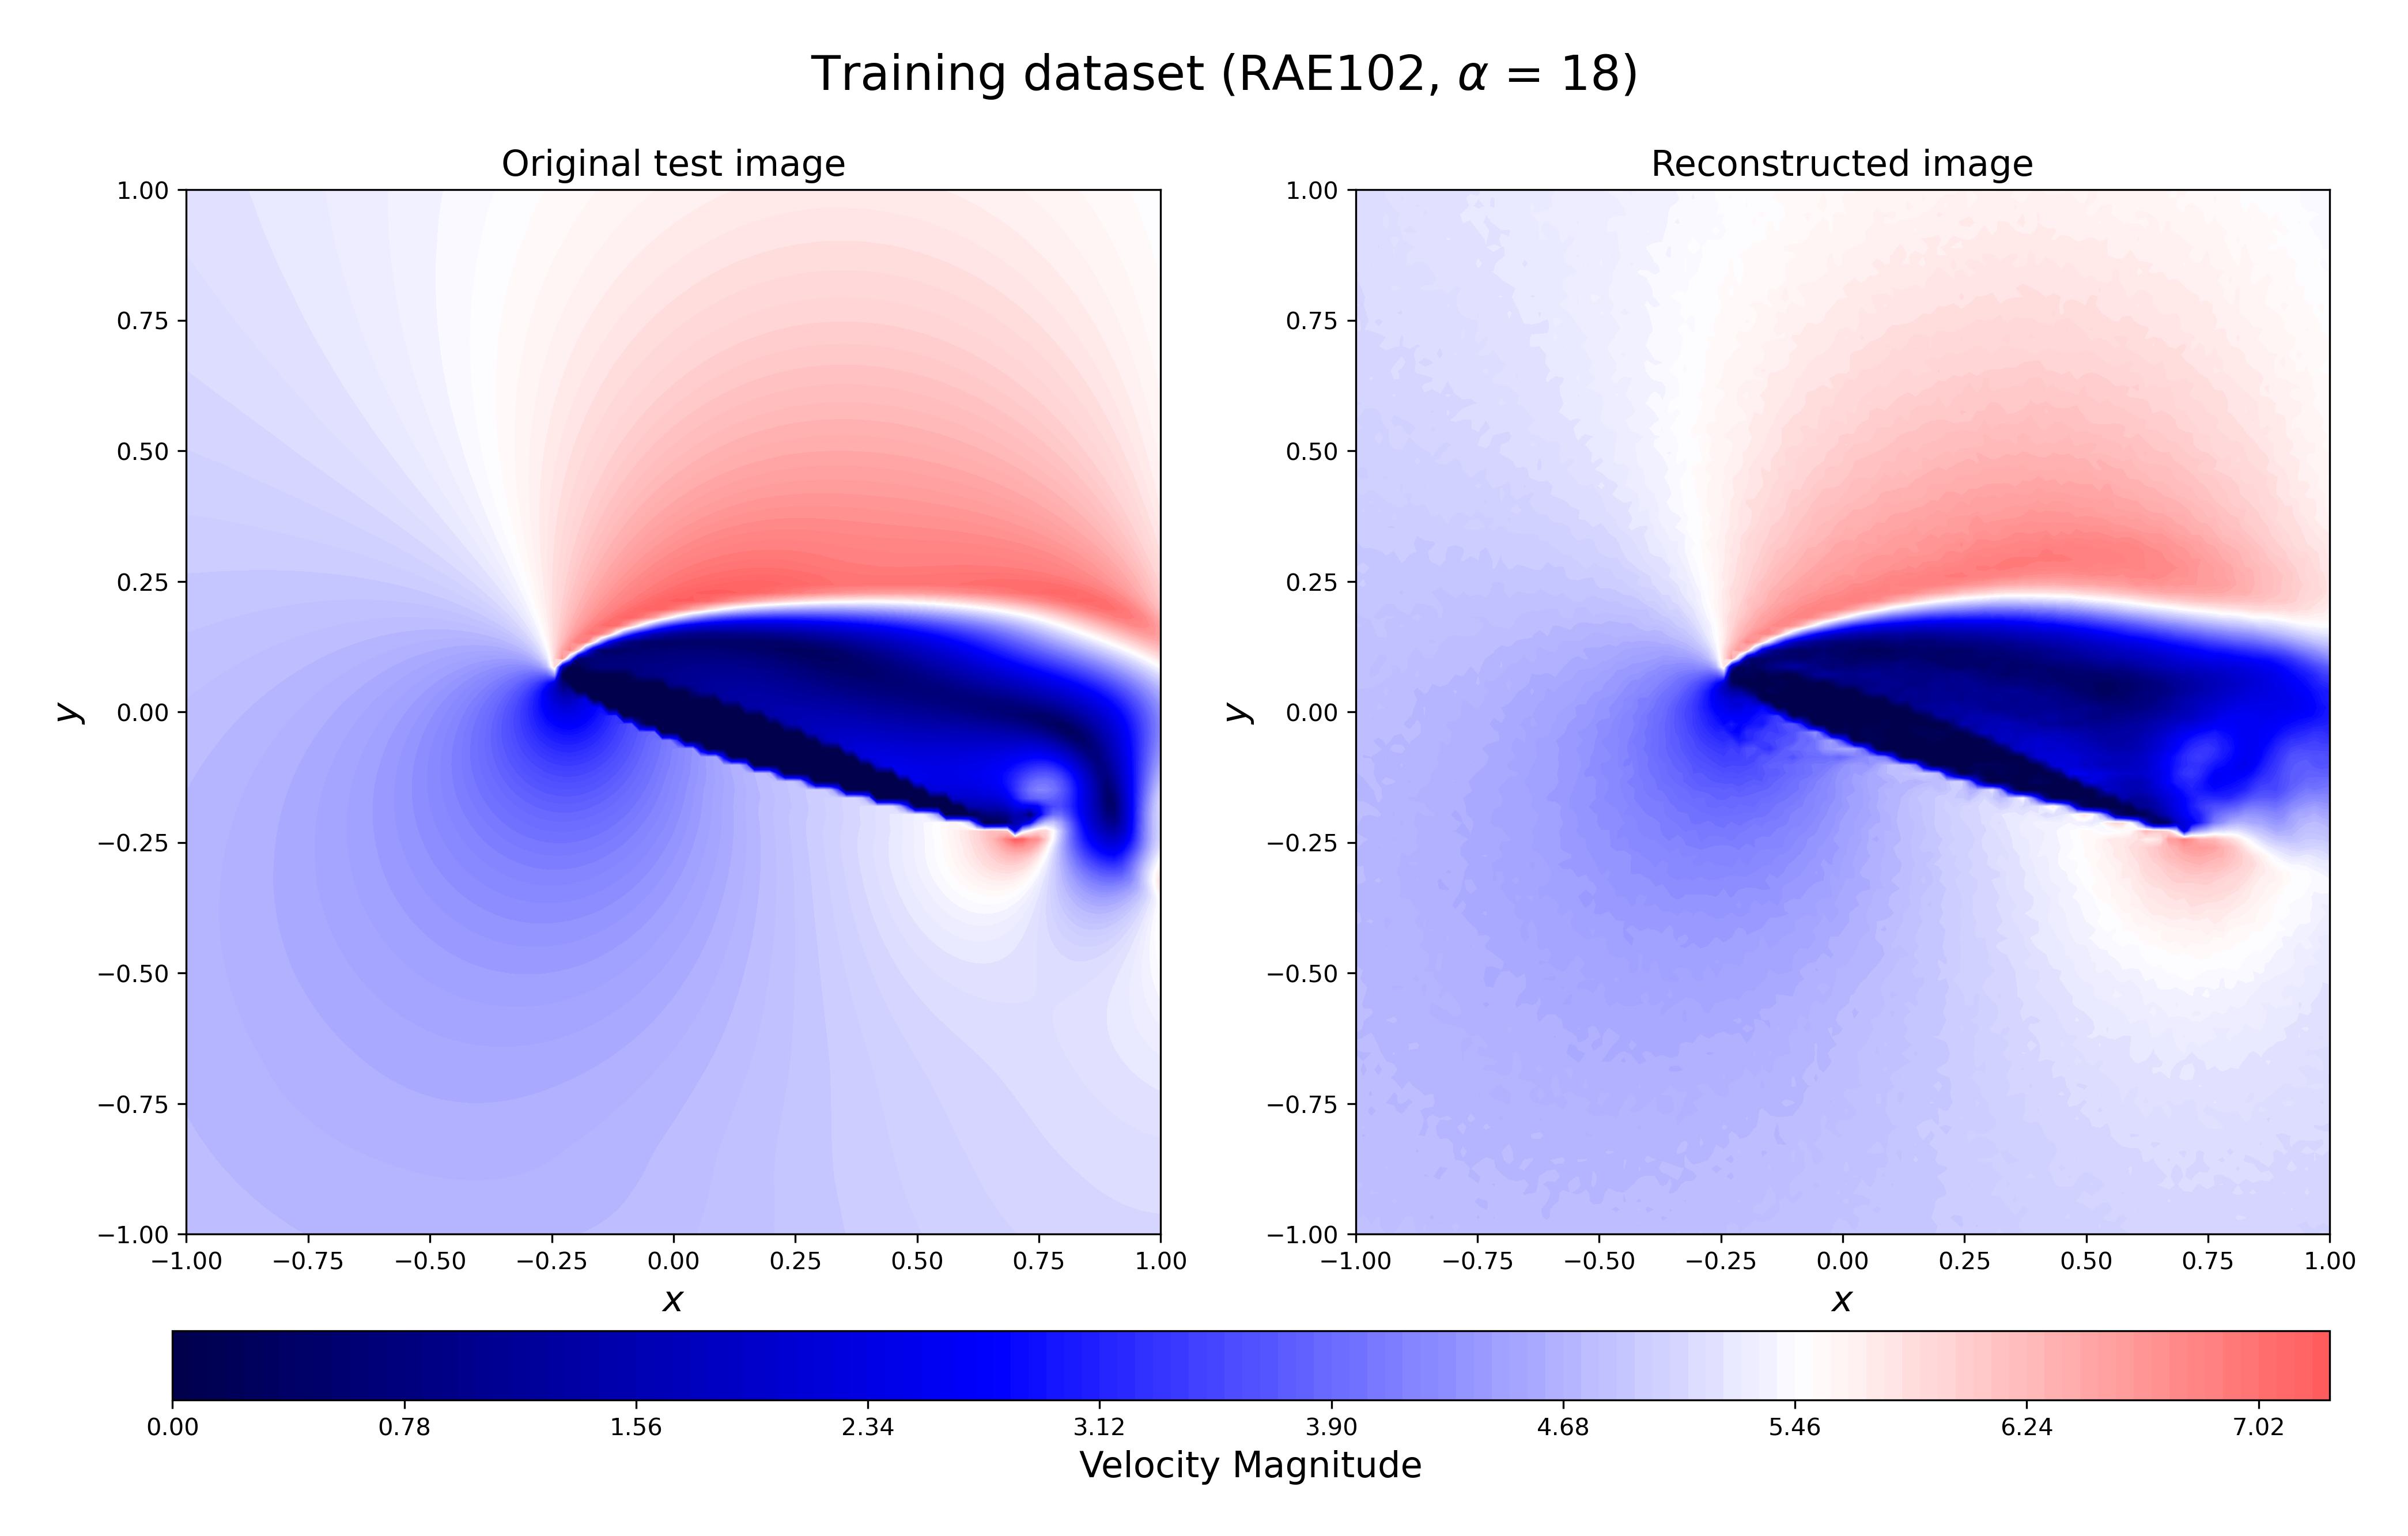 Training dataset (RAE102, α = 18)
Original test image
1.00
0.75
0.50
0.25
0.00
−0.25
−0.50
−0.75
−1.00
y
−1.00 −0.75 −0.50 −0.25 0.00 0.25 0.50 0.75 1.00
x
Reconstructed image
1.00
0.75
0.50
0.25
0.00
−0.25
−0.50
−0.75
−1.00
y
−1.00 −0.75 −0.50 −0.25 0.00 0.25 0.50 0.75 1.00
x
0.00 0.78 1.56 2.34 3.12 3.90 4.68 5.46 6.24 7.02
Velocity Magnitude